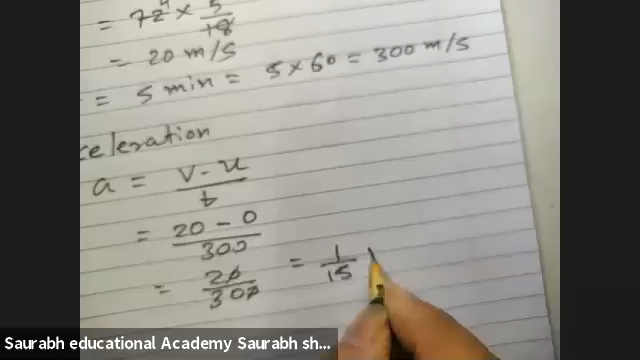 = 72 4 × 5/18
= 20 m/s
= 5 min = 5 × 60 = 300 m/s
celeration
a = v - u / t
= 20 - 0 / 300
= 20 / 300 = 1 / 15
Saurabh educational Academy Saurabh sh...